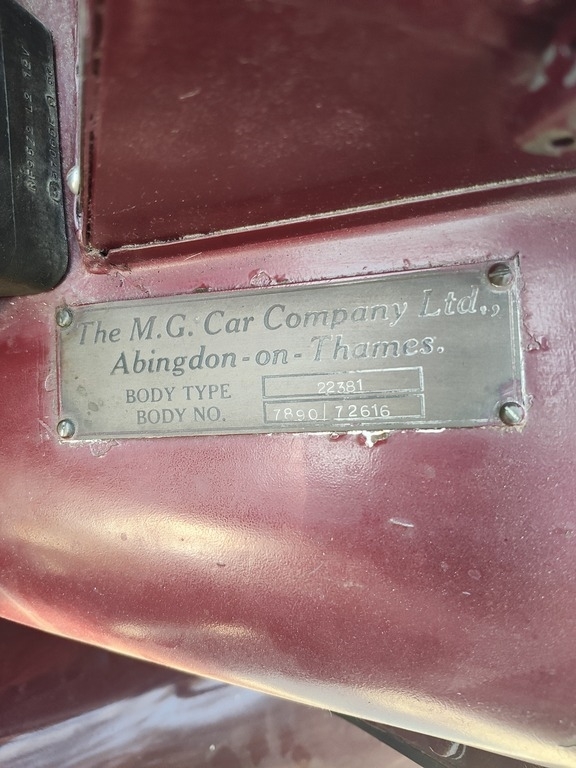 The M.G. Car Company Ltd.,
Abingdon-on-Thames.
BODY TYPE 22381
BODY NO. 7890/72616